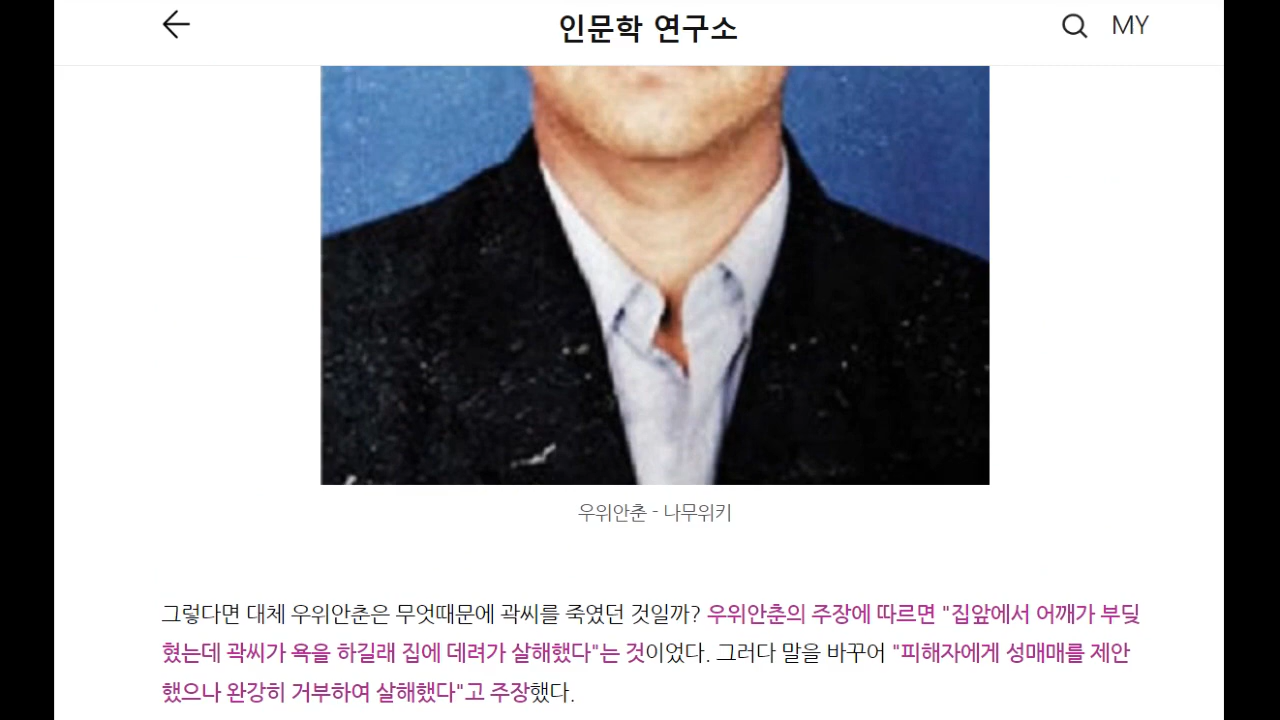 인문학 연구소
MY
우위안춘 - 나무위키
그렇다면 대체 우위안춘은 무엇때문에 곽씨를 죽였던 것일까? 우위안춘의 주장에 따르면 "집앞에서 어깨가 부딪
혔는데 곽씨가 욕을 하길래 집에 데려가 살해했다"는 것이었다. 그러다 말을 바꾸어 "피해자에게 성매매를 제안
했으나 완강히 거부하여 살해했다"고 주장했다.